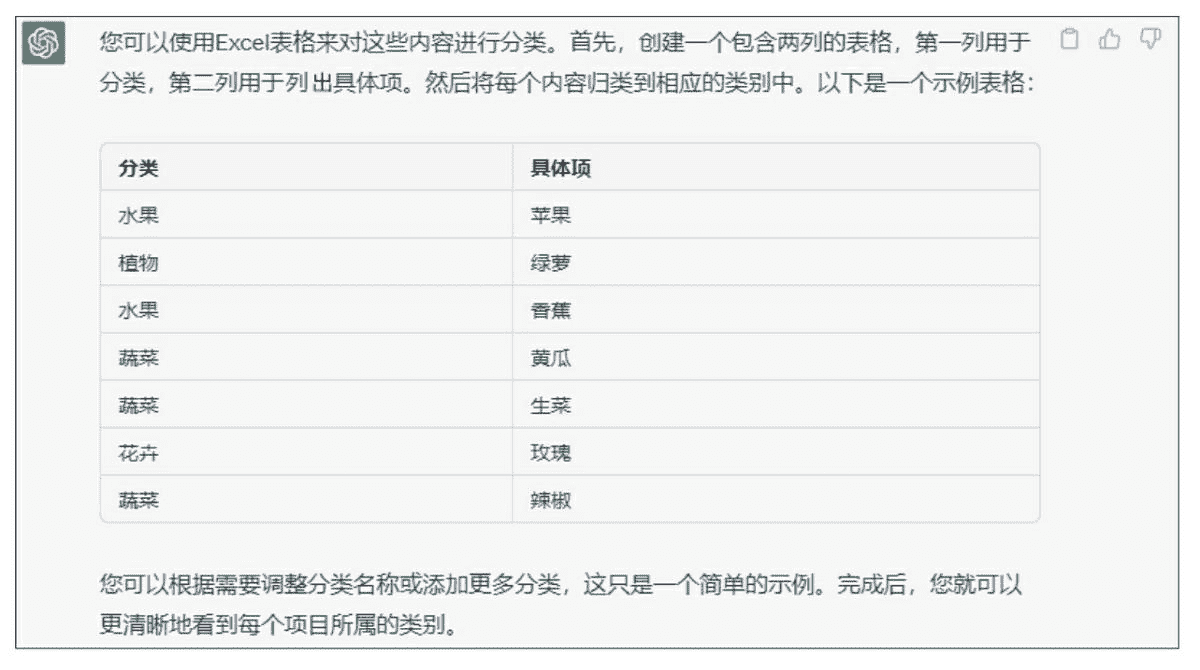 您可以使用Excel表格来对这些内容进行分类。首先，创建一个包含两列的表格，第一列用于
分类，第二列用于列出具体项。然后将每个内容归类到相应的类别中。以下是一个示例表格：
分类 具体项
水果 苹果
植物 绿萝
水果 香蕉
蔬菜 黄瓜
蔬菜 生菜
花卉 玫瑰
蔬菜 辣椒
您可以根据需要调整分类名称或添加更多分类，这只是一个简单的示例。完成后，您就可以
更清晰地看到每个项目所属的类别。